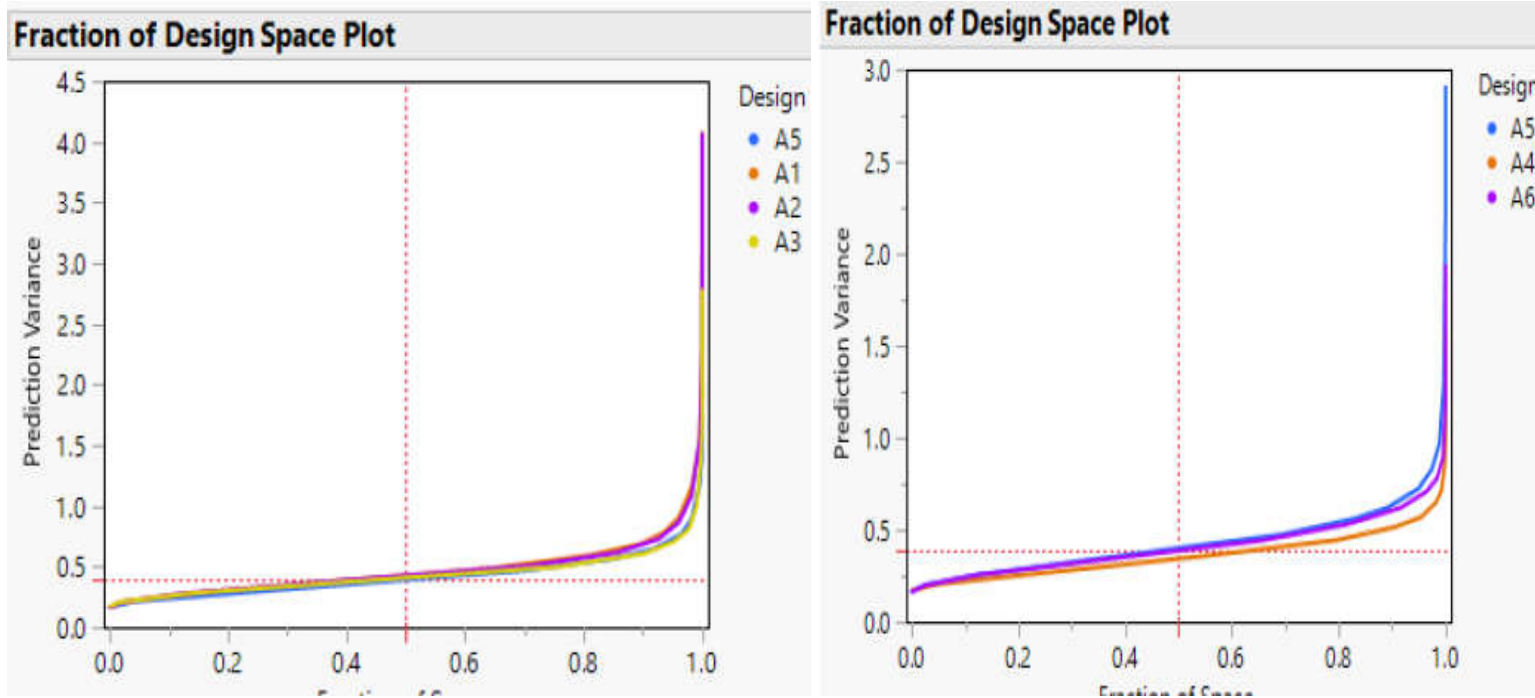 Fraction of Design Space Plot
4.5
4.0
3.5
3.0
2.5
2.0
1.5
1.0
0.5
0.0
Prediction Variance
0.0 0.2 0.4 0.6 0.8 1.0
Design
A5
A1
A2
A3
Fraction of Design Space Plot
3.0
2.5
2.0
1.5
1.0
0.5
0.0
Prediction Variance
0.0 0.2 0.4 0.6 0.8 1.0
Fraction of Space
Design
A5
A4
A6